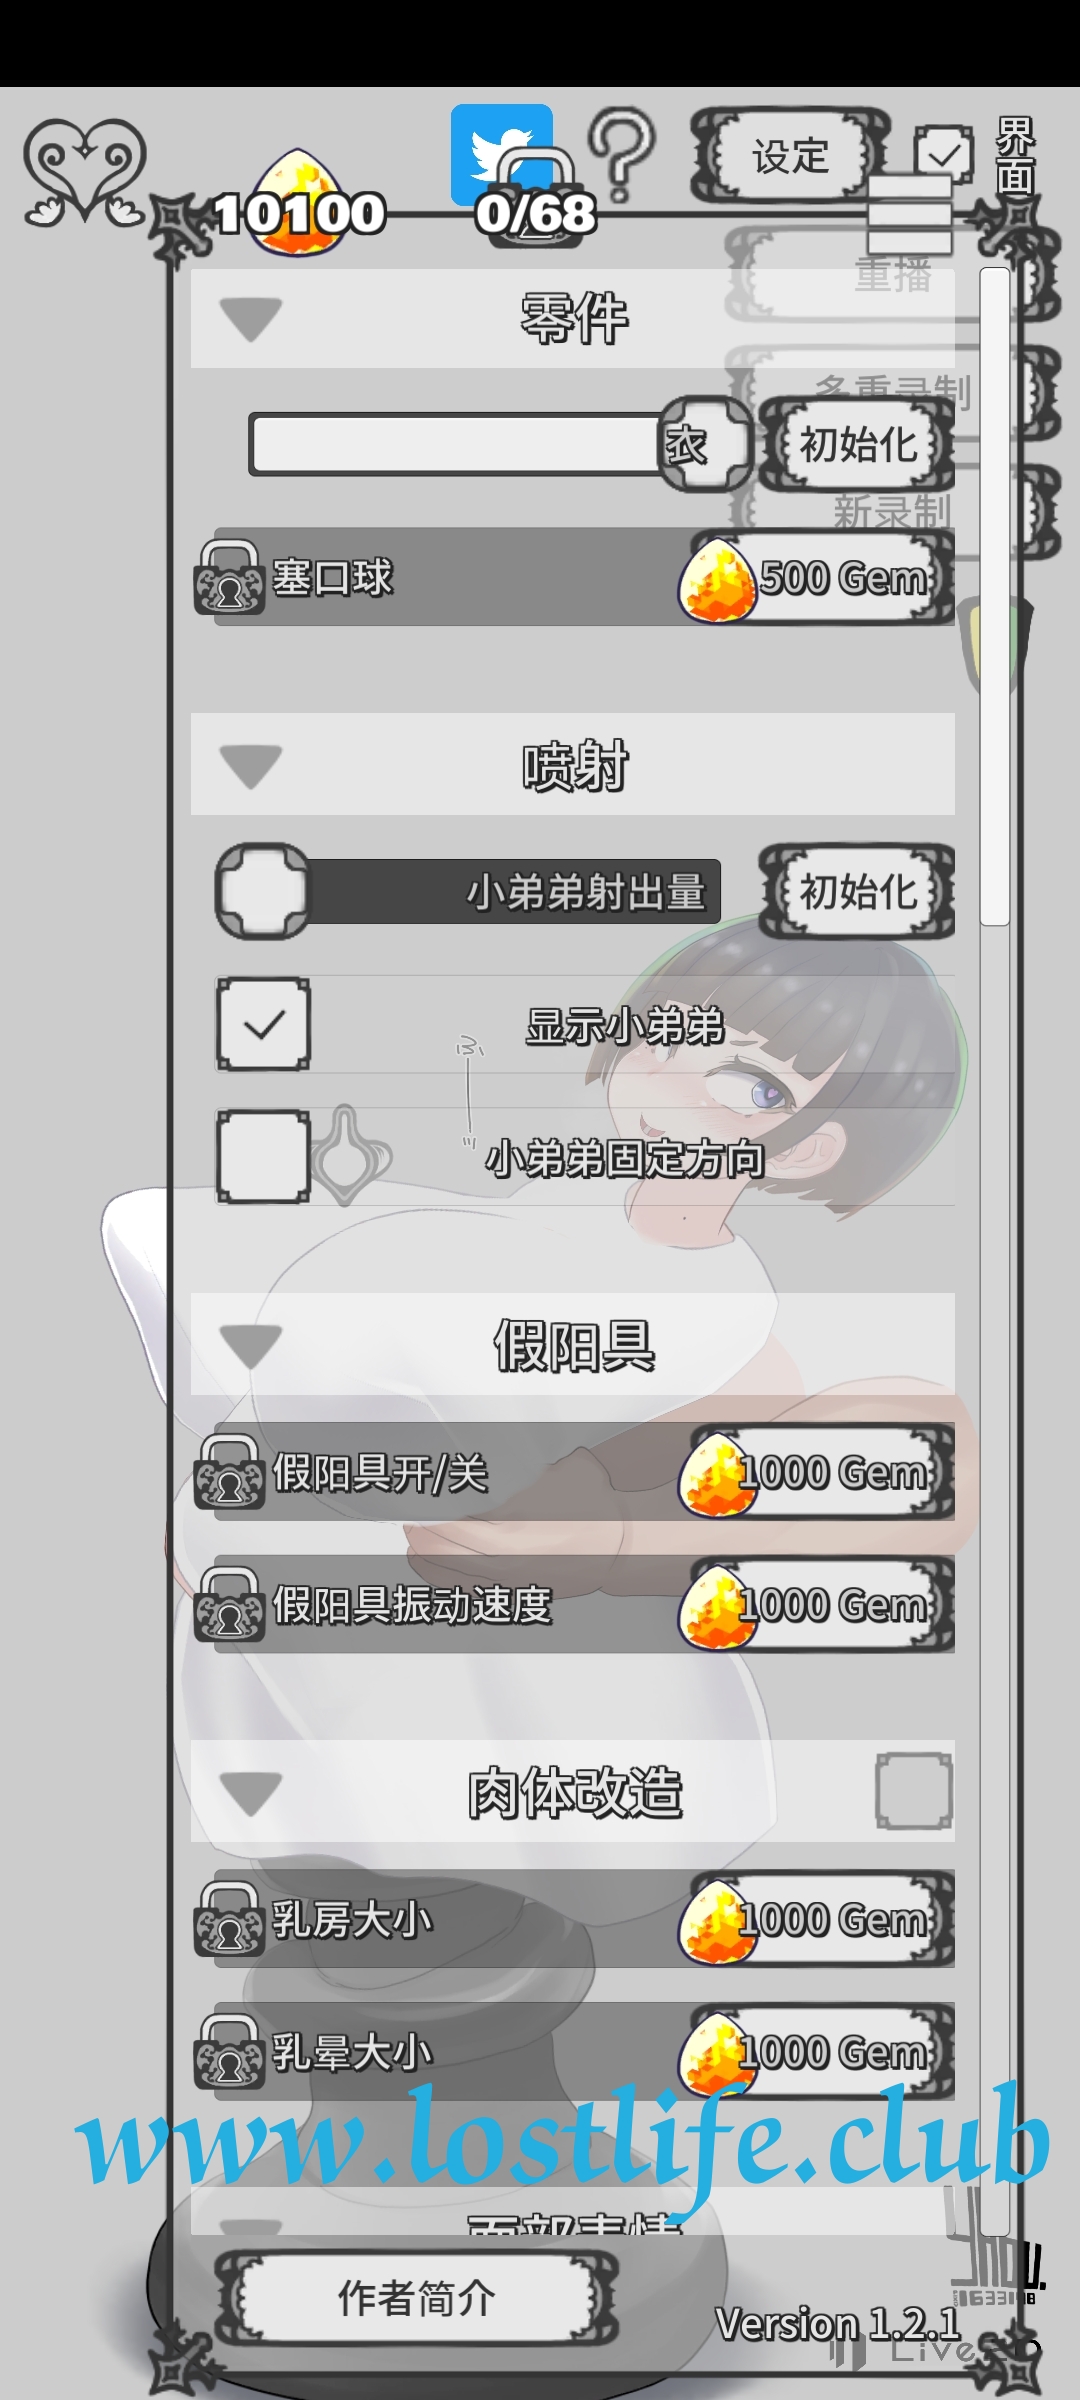 设定
界面
10100
0/68
重播
零件
多重录制
衣
初始化
新录制
塞口球
500 Gem
喷射
小弟弟射出量
初始化
显示小弟弟
小弟弟固定方向
假阳具
假阳具开/关
1000 Gem
假阳具振动速度
1000 Gem
肉体改造
乳房大小
1000 Gem
乳晕大小
1000 Gem
www.lostlife.club
面部表情
作者简介
Version 1.2.1